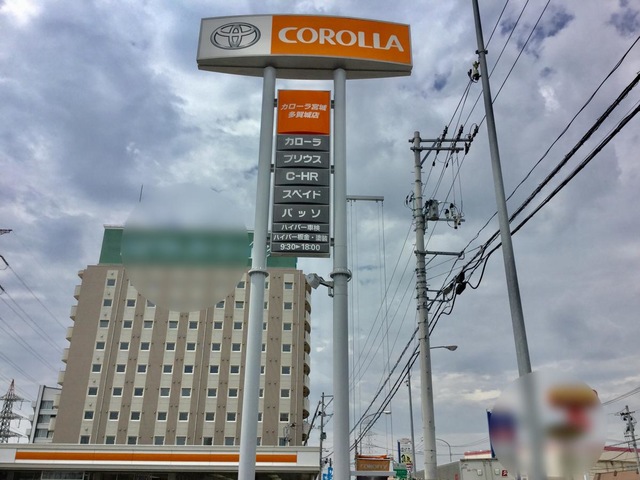 TOYOTA
COROLLA
カローラ宮城
多賀城店
カローラ
プリウス
C-HR
スペイド
パッソ
ハイパー車検
ハイパー板金・塗装
9:30~18:00